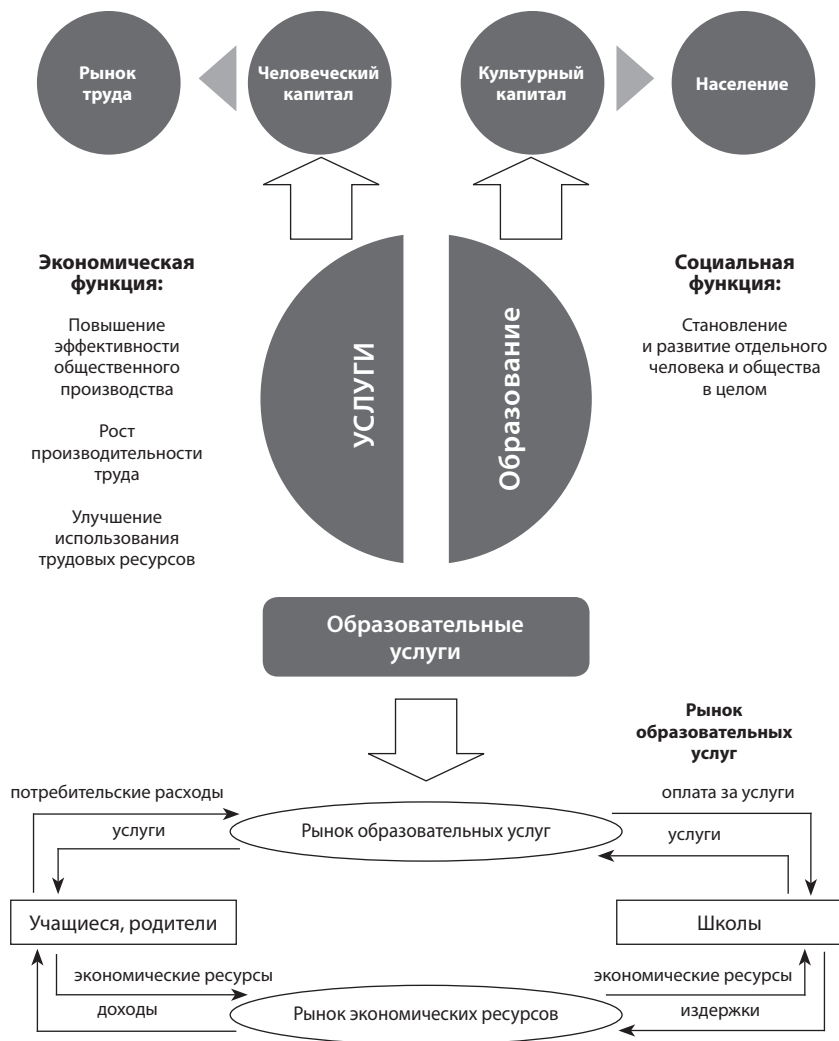 Рынок
труда
Человеческий
капитал
Культурный
капитал
Население
Экономическая
функция:
Повышение
эффективности
общественного
производства
Рост
производительности
труда
Улучшение
использования
трудовых ресурсов
УСЛУГИ
Образование
Социальная
функция:
Становление
и развитие отдельного
человека и общества
в целом
Образовательные
услуги
Рынок
образовательных
услуг
потребительские расходы
оплата за услуги
услуги
Рынок образовательных услуг
услуги
Учащиеся, родители
Школы
экономические ресурсы
экономические ресурсы
доходы
Рынок экономических ресурсов
издержки